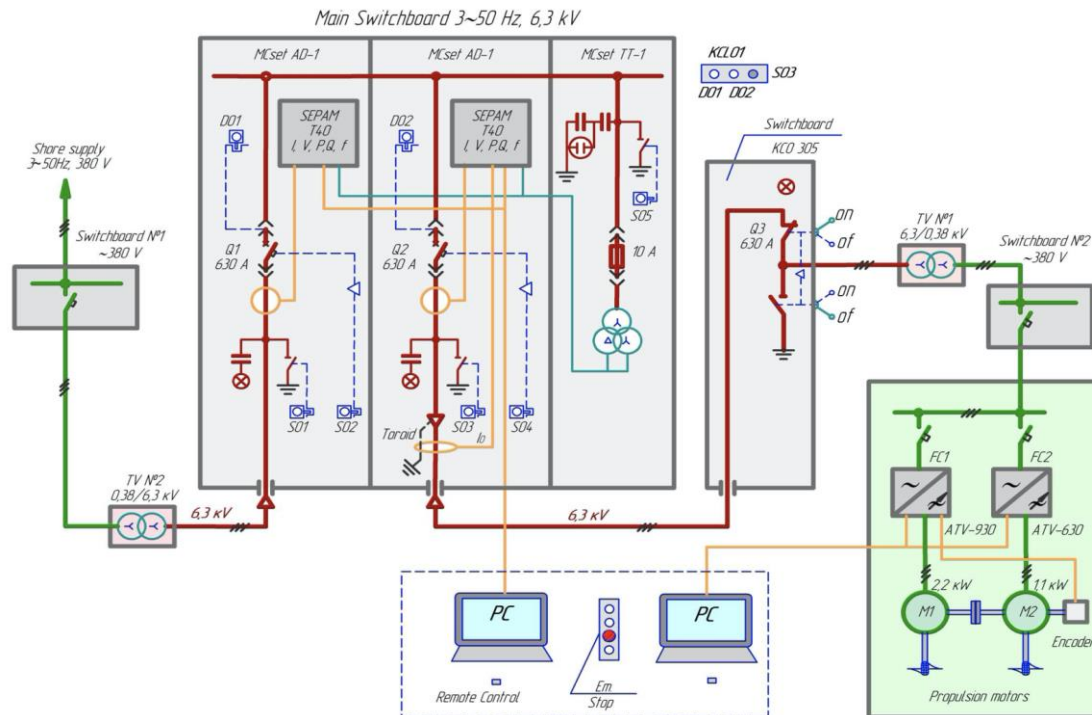 Main Switchboard 3~50 Hz, 6,3 kV
MCset AD-1
MCset AD-1
MCset TT-1
KCL01
S03
D01 D02
D01
SEPAM
T40
I, V, P,Q, f
D02
SEPAM
T40
I, V, P,Q, f
Switchboard
KCO 305
Shore supply
3~50Hz, 380 V
S05
Q1
630 A
Q2
630 A
10 A
Q3
630 A
on
of
on
of
TV №1
6,3/0,38 kV
Switchboard №2
~380 V
Switchboard №1
~380 V
S01
S02
S03
S04
Toroid
I0
TV №2
0,38/6,3 kV
6,3 kV
6,3 kV
FC1
FC2
ATV-930
ATV-630
2,2 kW
1,1 kW
M1
M2
Encoder
Propulsion motors
PC
PC
Remote Control
Em.
Stop